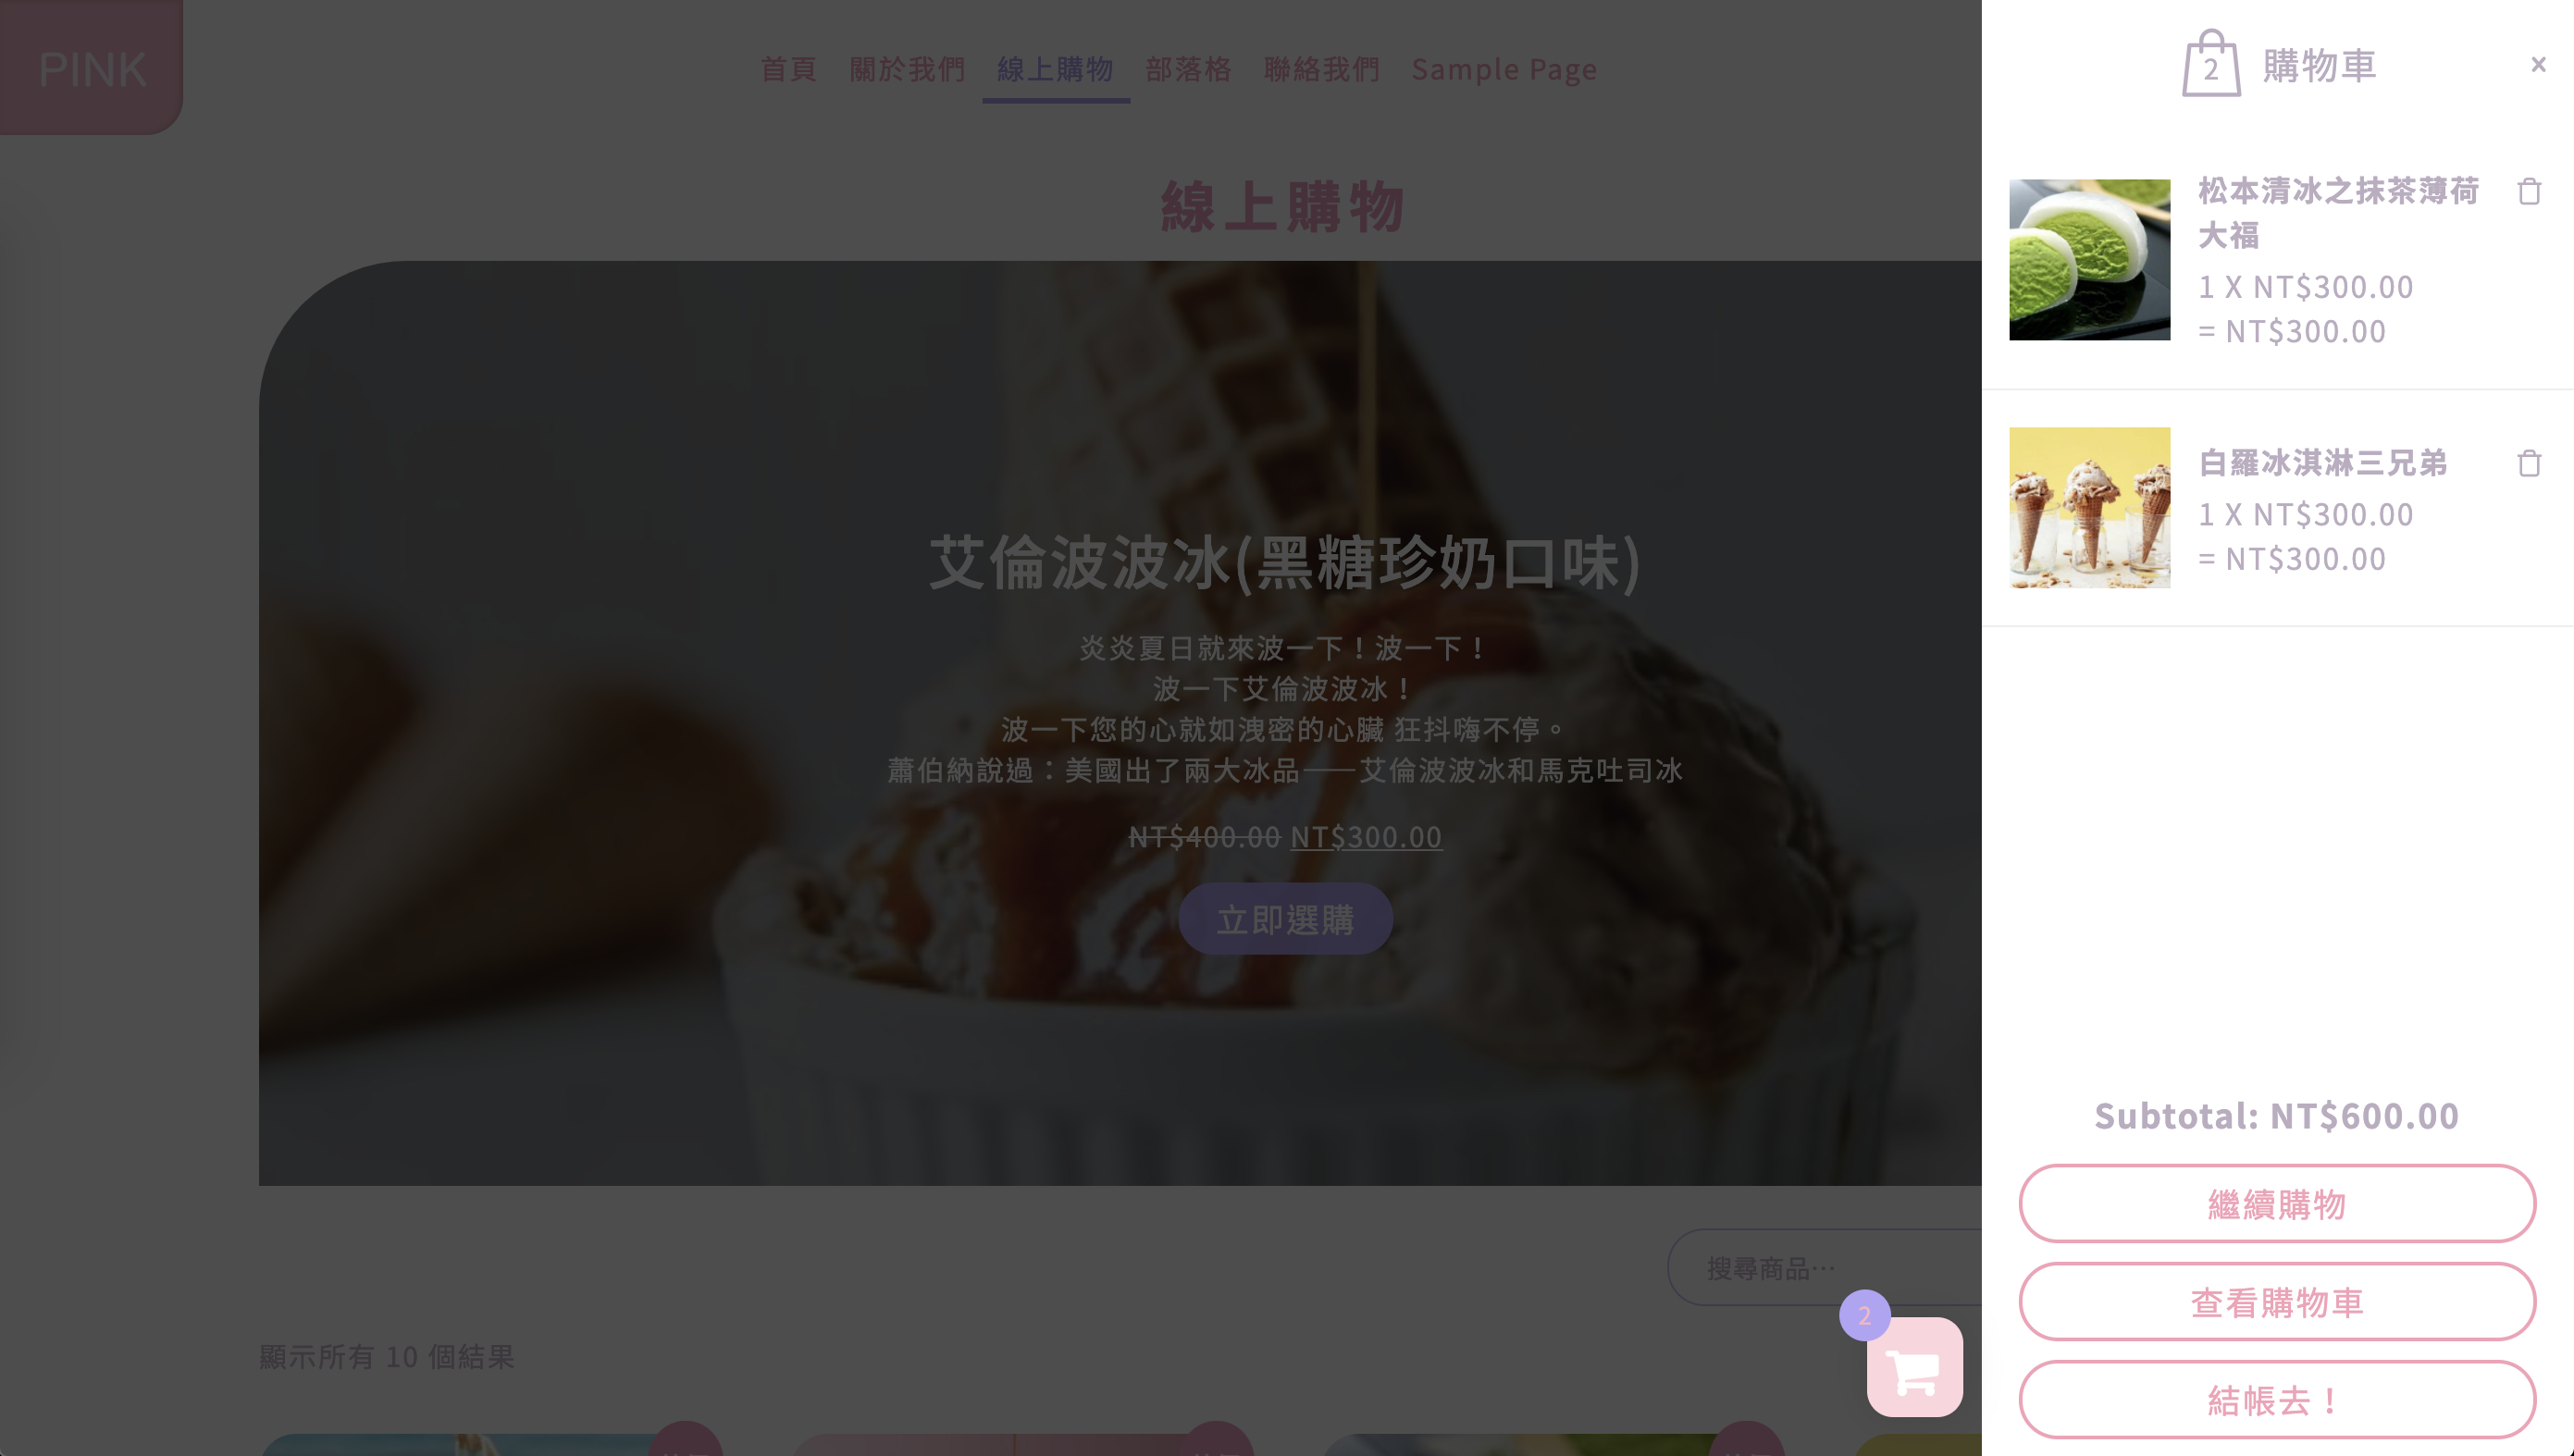 PINK
首頁 關於我們 線上購物 部落格 聯絡我們 Sample Page
線上購物
艾倫波波冰(黑糖珍奶口味)
炎炎夏日就來波一下！波一下！
波一下艾倫波波冰！
波一下您的心就如洩密的心臟 狂抖嗨不停。
蕭伯納說過：美國出了兩大冰品——艾倫波波冰和馬克吐司冰
NT$400.00 NT$300.00
立即選購
搜尋商品…
顯示所有 10 個結果
2
2 購物車 ×
松本清冰之抹茶薄荷
大福
1 X NT$300.00
= NT$300.00
白羅冰淇淋三兄弟
1 X NT$300.00
= NT$300.00
Subtotal: NT$600.00
繼續購物
查看購物車
結帳去！